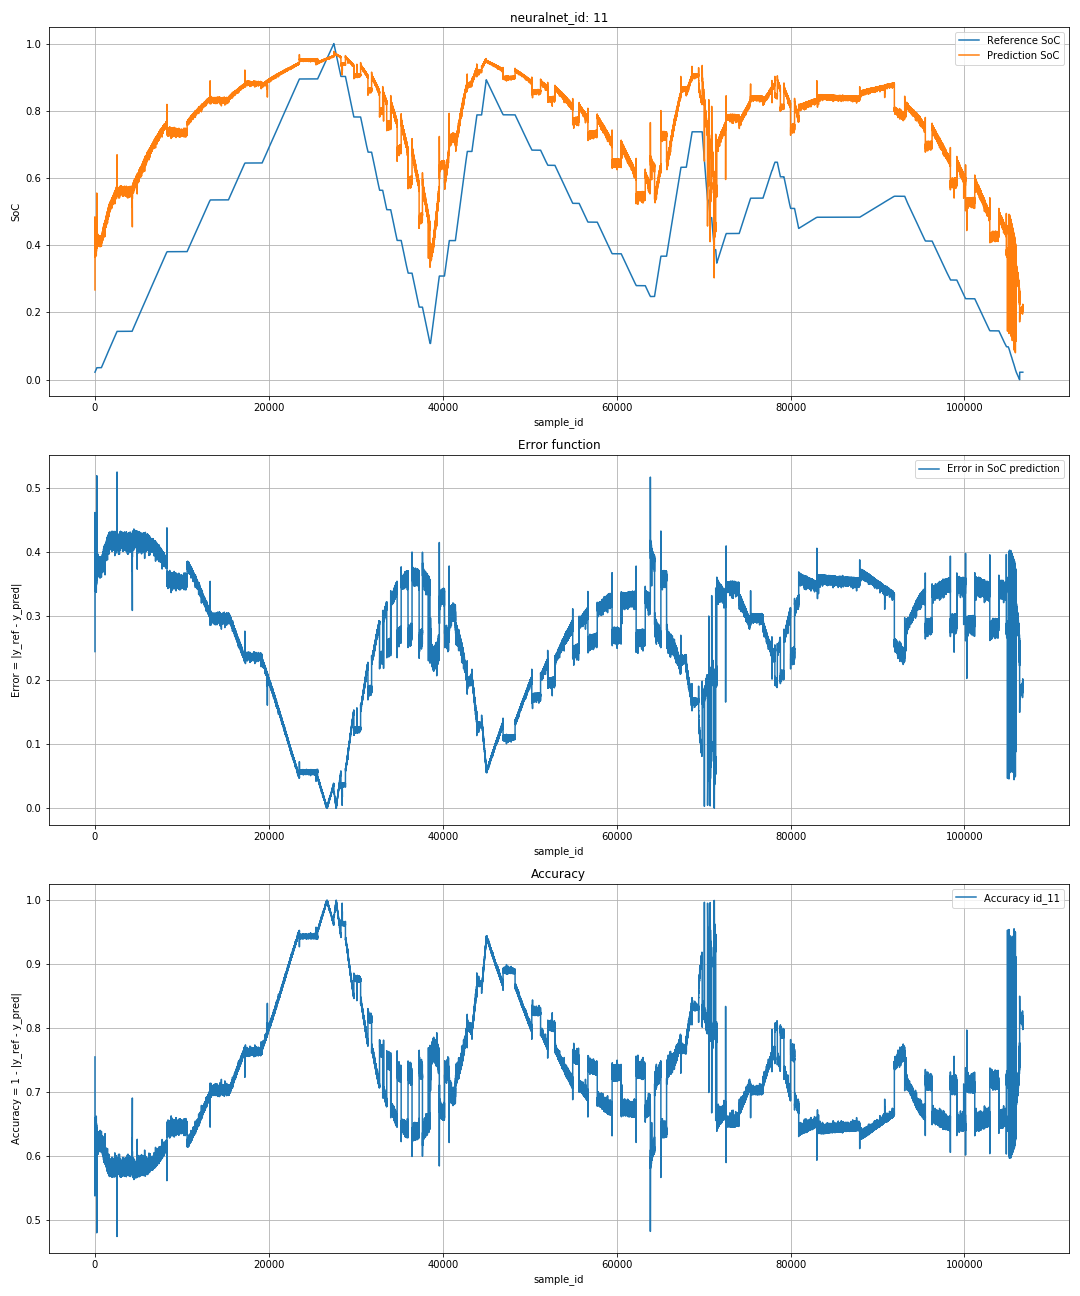 neuralnet_id: 11
Reference SoC
Prediction SoC
1.0
0.8
0.6
0.4
0.2
0.0
SoC
0 20000 40000 60000 80000 100000
sample_id
Error function
Error in SoC prediction
0.5
0.4
0.3
0.2
0.1
0.0
Error = |y_ref - y_pred|
0 20000 40000 60000 80000 100000
sample_id
Accuracy
Accuracy id_11
1.0
0.9
0.8
0.7
0.6
0.5
Accuracy = 1 - |y_ref - y_pred|
0 20000 40000 60000 80000 100000
sample_id